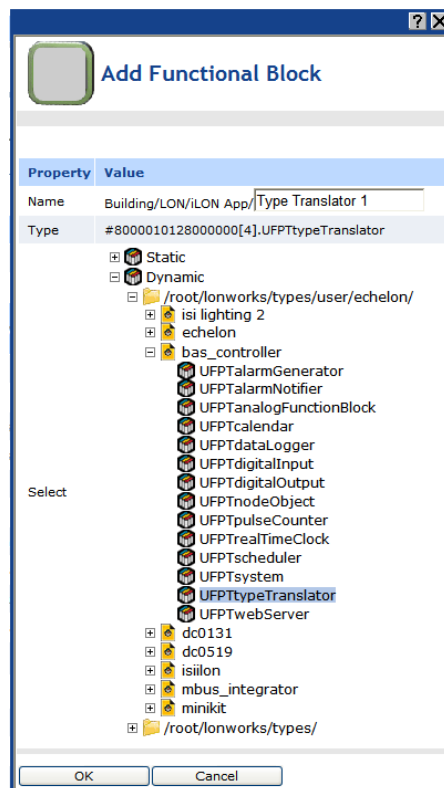 Add Functional Block
Property Value
Name Building/LON/iLON App/ Type Translator 1
Type #8000010128000000[4].UFPTtypeTranslator
Static
Dynamic
/root/lonworks/types/user/echelon/
isi lighting 2
echelon
bas_controller
UFPTalarmGenerator
UFPTalarmNotifier
UFPTanalogFunctionBlock
UFPTcalendar
UFPTdataLogger
UFPTdigitalInput
UFPTdigitalOutput
Select
UFPTnodeObject
UFPTpulseCounter
UFPTrealTimeClock
UFPTscheduler
UFPTsystem
UFPTtypeTranslator
UFPTwebServer
dc0131
dc0519
isiilon
mbus_integrator
minikit
/root/lonworks/types/
OK Cancel